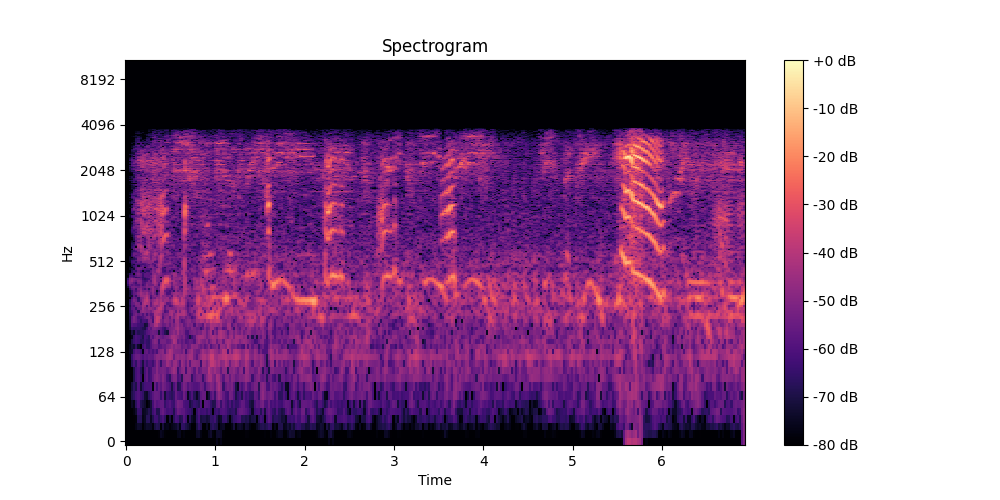 Spectrogram
8192
4096
2048
1024
512
256
128
64
0
Hz
0 1 2 3 4 5 6
Time
+0 dB
-10 dB
-20 dB
-30 dB
-40 dB
-50 dB
-60 dB
-70 dB
-80 dB